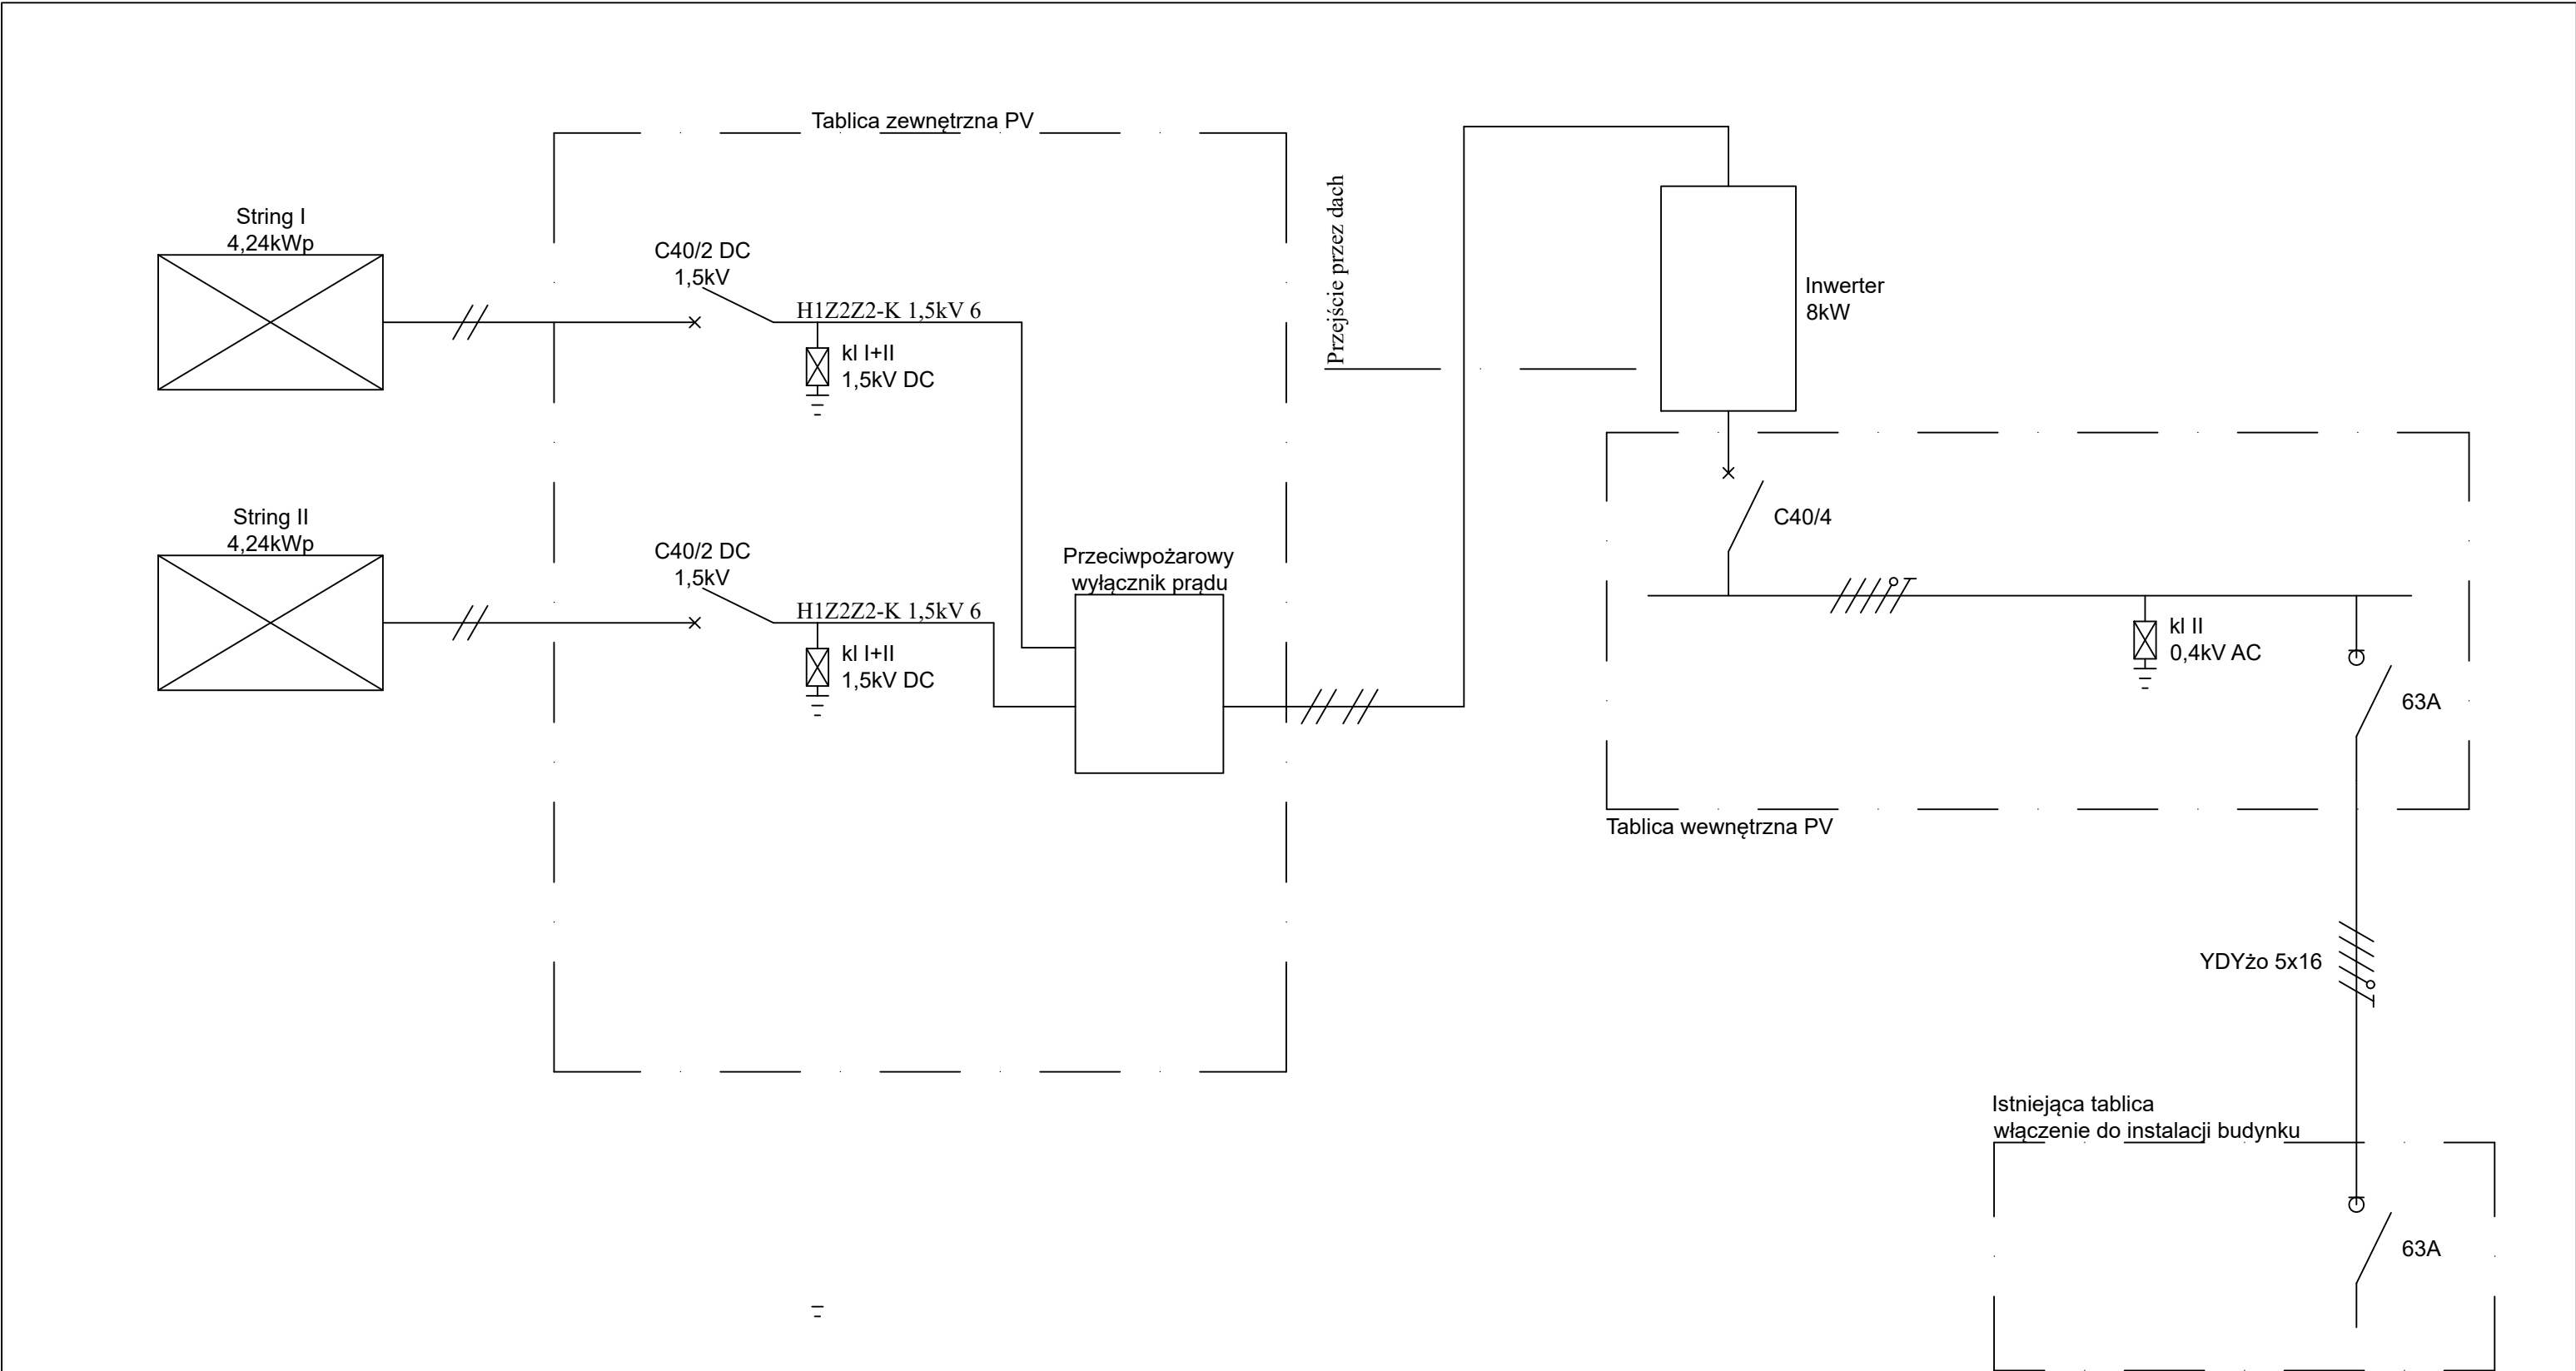 Tablica zewnętrzna PV
String I
4,24kWp
C40/2 DC
1,5kV
H1Z2Z2-K 1,5kV 6
kl I+II
1,5kV DC
String II
4,24kWp
C40/2 DC
1,5kV
H1Z2Z2-K 1,5kV 6
kl I+II
1,5kV DC
Przeciwpożarowy
wyłącznik prądu
Przejście przez dach
Inwerter
8kW
C40/4
kl II
0,4kV AC
63A
Tablica wewnętrzna PV
YDYżo 5x16
Istniejąca tablica
włączenie do instalacji budynku
63A